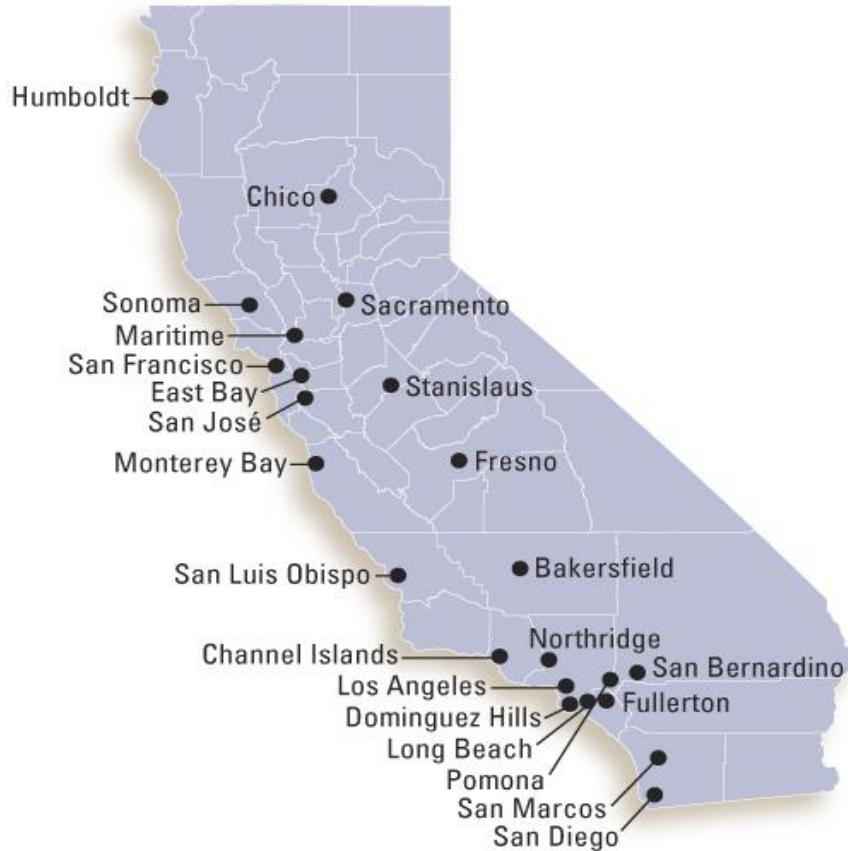 Humboldt
Chico
Sonoma
Sacramento
Maritime
San Francisco
East Bay
Stanislaus
San José
Monterey Bay
Fresno
San Luis Obispo
Bakersfield
Northridge
Channel Islands
San Bernardino
Los Angeles
Fullerton
Dominguez Hills
Long Beach
Pomona
San Marcos
San Diego